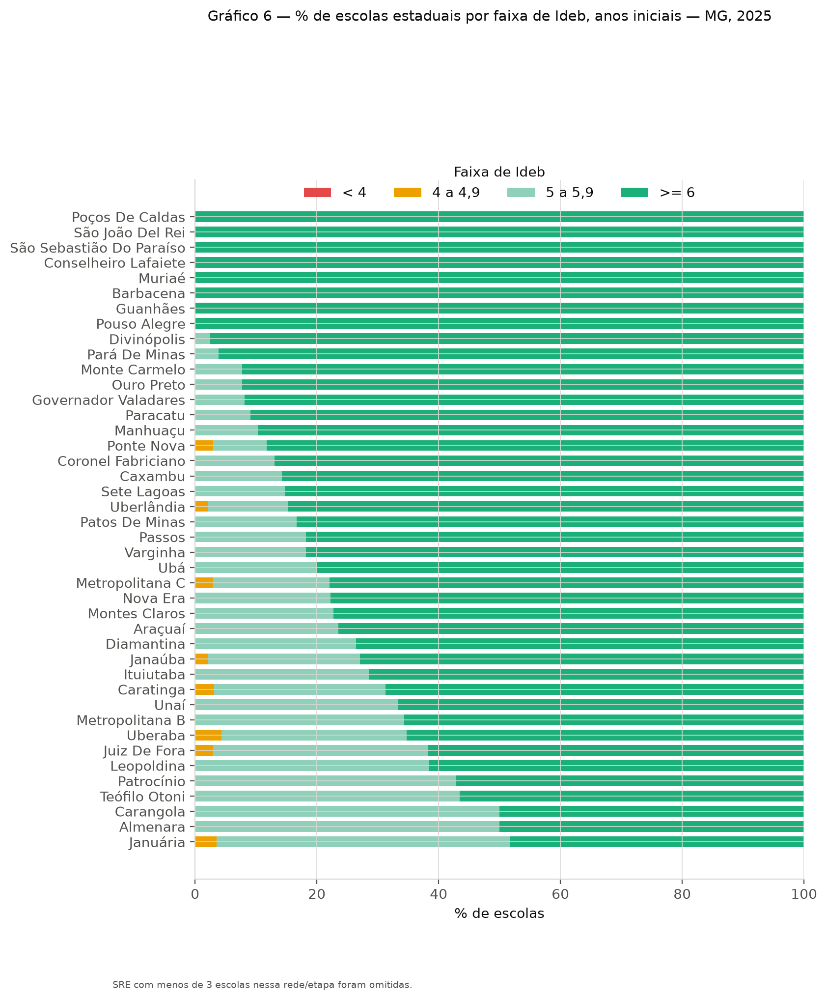 Gráfico 6 — % de escolas estaduais por faixa de Ideb, anos iniciais — MG, 2025
Faixa de Ideb
< 4 4 a 4,9 5 a 5,9 >= 6
Poços De Caldas
São João Del Rei
São Sebastião Do Paraíso
Conselheiro Lafaiete
Muriaé
Barbacena
Guanhães
Pouso Alegre
Divinópolis
Pará De Minas
Monte Carmelo
Ouro Preto
Governador Valadares
Paracatu
Manhuaçu
Ponte Nova
Coronel Fabriciano
Caxambu
Sete Lagoas
Uberlândia
Patos De Minas
Passos
Varginha
Ubá
Metropolitana C
Nova Era
Montes Claros
Araçuaí
Diamantina
Janaúba
Ituiutaba
Caratinga
Unaí
Metropolitana B
Uberaba
Juiz De Fora
Leopoldina
Patrocínio
Teófilo Otoni
Carangola
Almenara
Januária
0 20 40 60 80 100
% de escolas
SRE com menos de 3 escolas nessa rede/etapa foram omitidas.